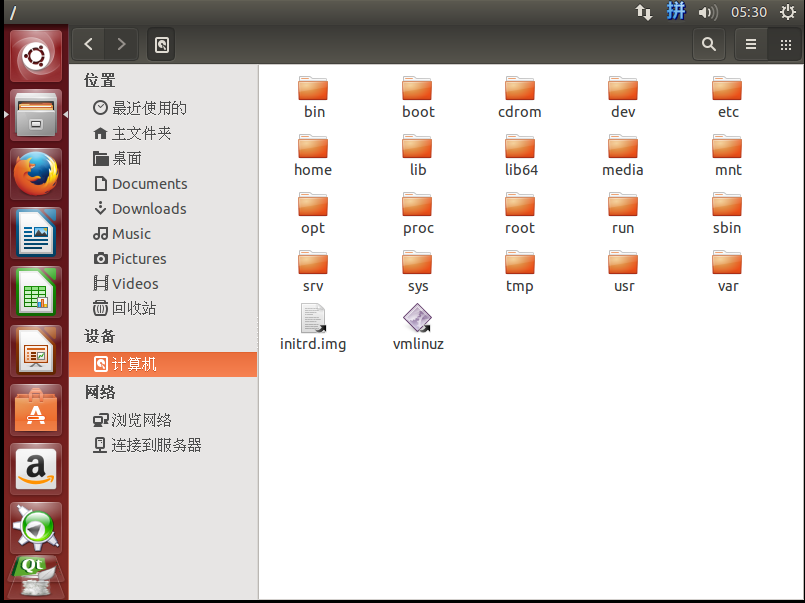 /
拼
05:30
位置
最近使用的
主文件夹
桌面
Documents
Downloads
Music
Pictures
Videos
回收站
设备
计算机
网络
浏览网络
连接到服务器
bin boot cdrom dev etc
home lib lib64 media mnt
opt proc root run sbin
srv sys tmp usr var
initrd.img vmlinuz
a
Qt